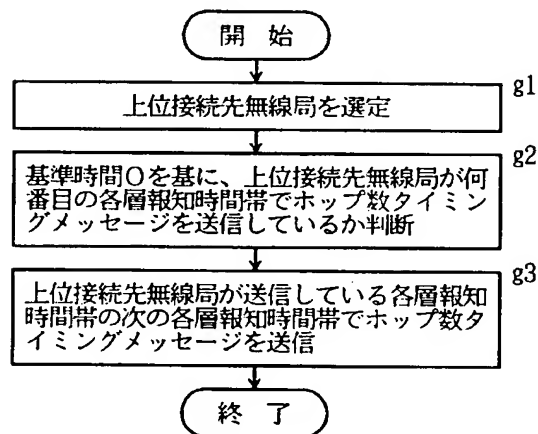 開 始
g1
上位接続先無線局を選定
g2
基準時間Oを基に、上位接続先無線局が何
番目の各層報知時間帯でホップ数タイミ
ングメッセージを送信しているか判断
g3
上位接続先無線局が送信している各層報知
時間帯の次の各層報知時間帯でホップ数タ
イミングメッセージを送信
終 了